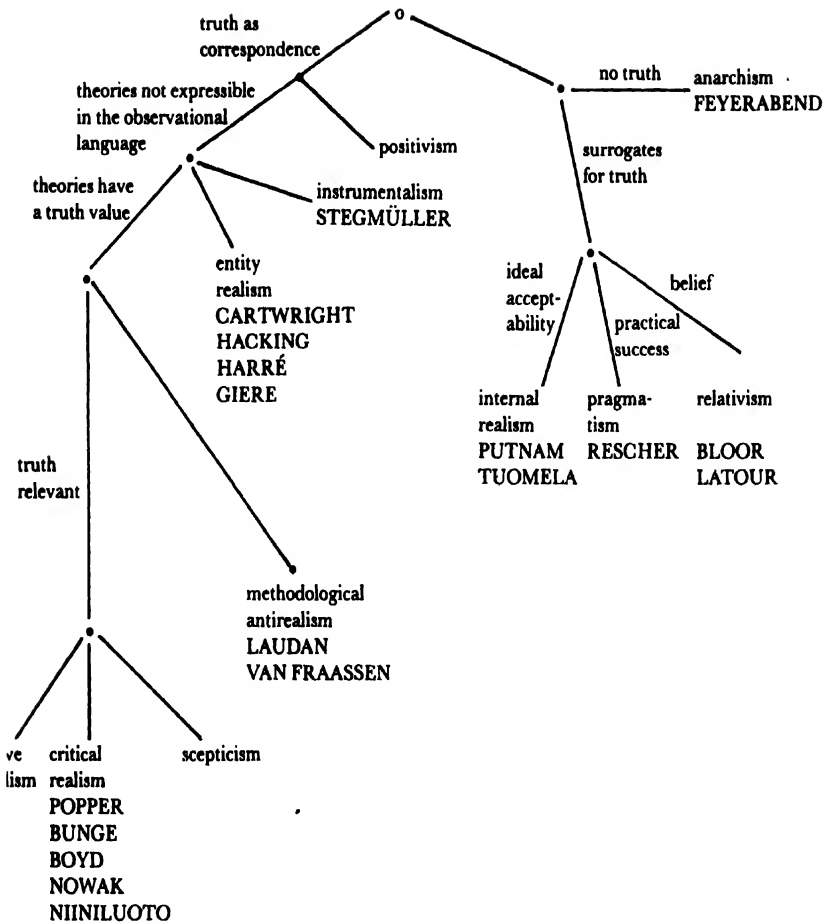 o
truth as
correspondence
no truth
anarchism
FEYERABEND
theories not expressible
in the observational
language
positivism
surrogates
for truth
theories have
a truth value
instrumentalism
STEGMÜLLER
entity
realism
CARTWRIGHT
HACKING
HARRÉ
GIERE
ideal
accept-
ability
practical
success
belief
internal
realism
PUTNAM
TUOMELA
pragma-
tism
RESCHER
relativism
BLOOR
LATOUR
truth
relevant
methodological
antirealism
LAUDAN
VAN FRAASSEN
ve
lism
critical
realism
POPPER
BUNGE
BOYD
NOWAK
NIINILUOTO
scepticism